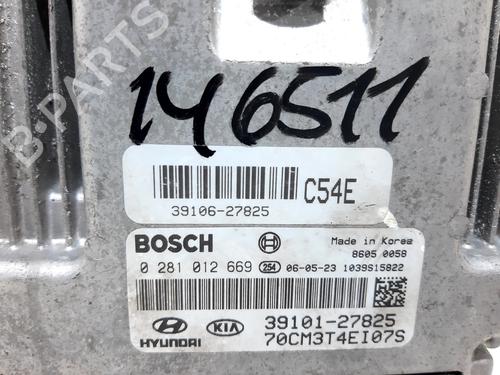 B-PARTS
146511
39106-27825
C54E
BOSCH
Made in Korea
8605 0058
0 281 012 669 254 06-05-23 1039S15822
HYUNDAI KIA
39101-27825
70CM3T4EI07S